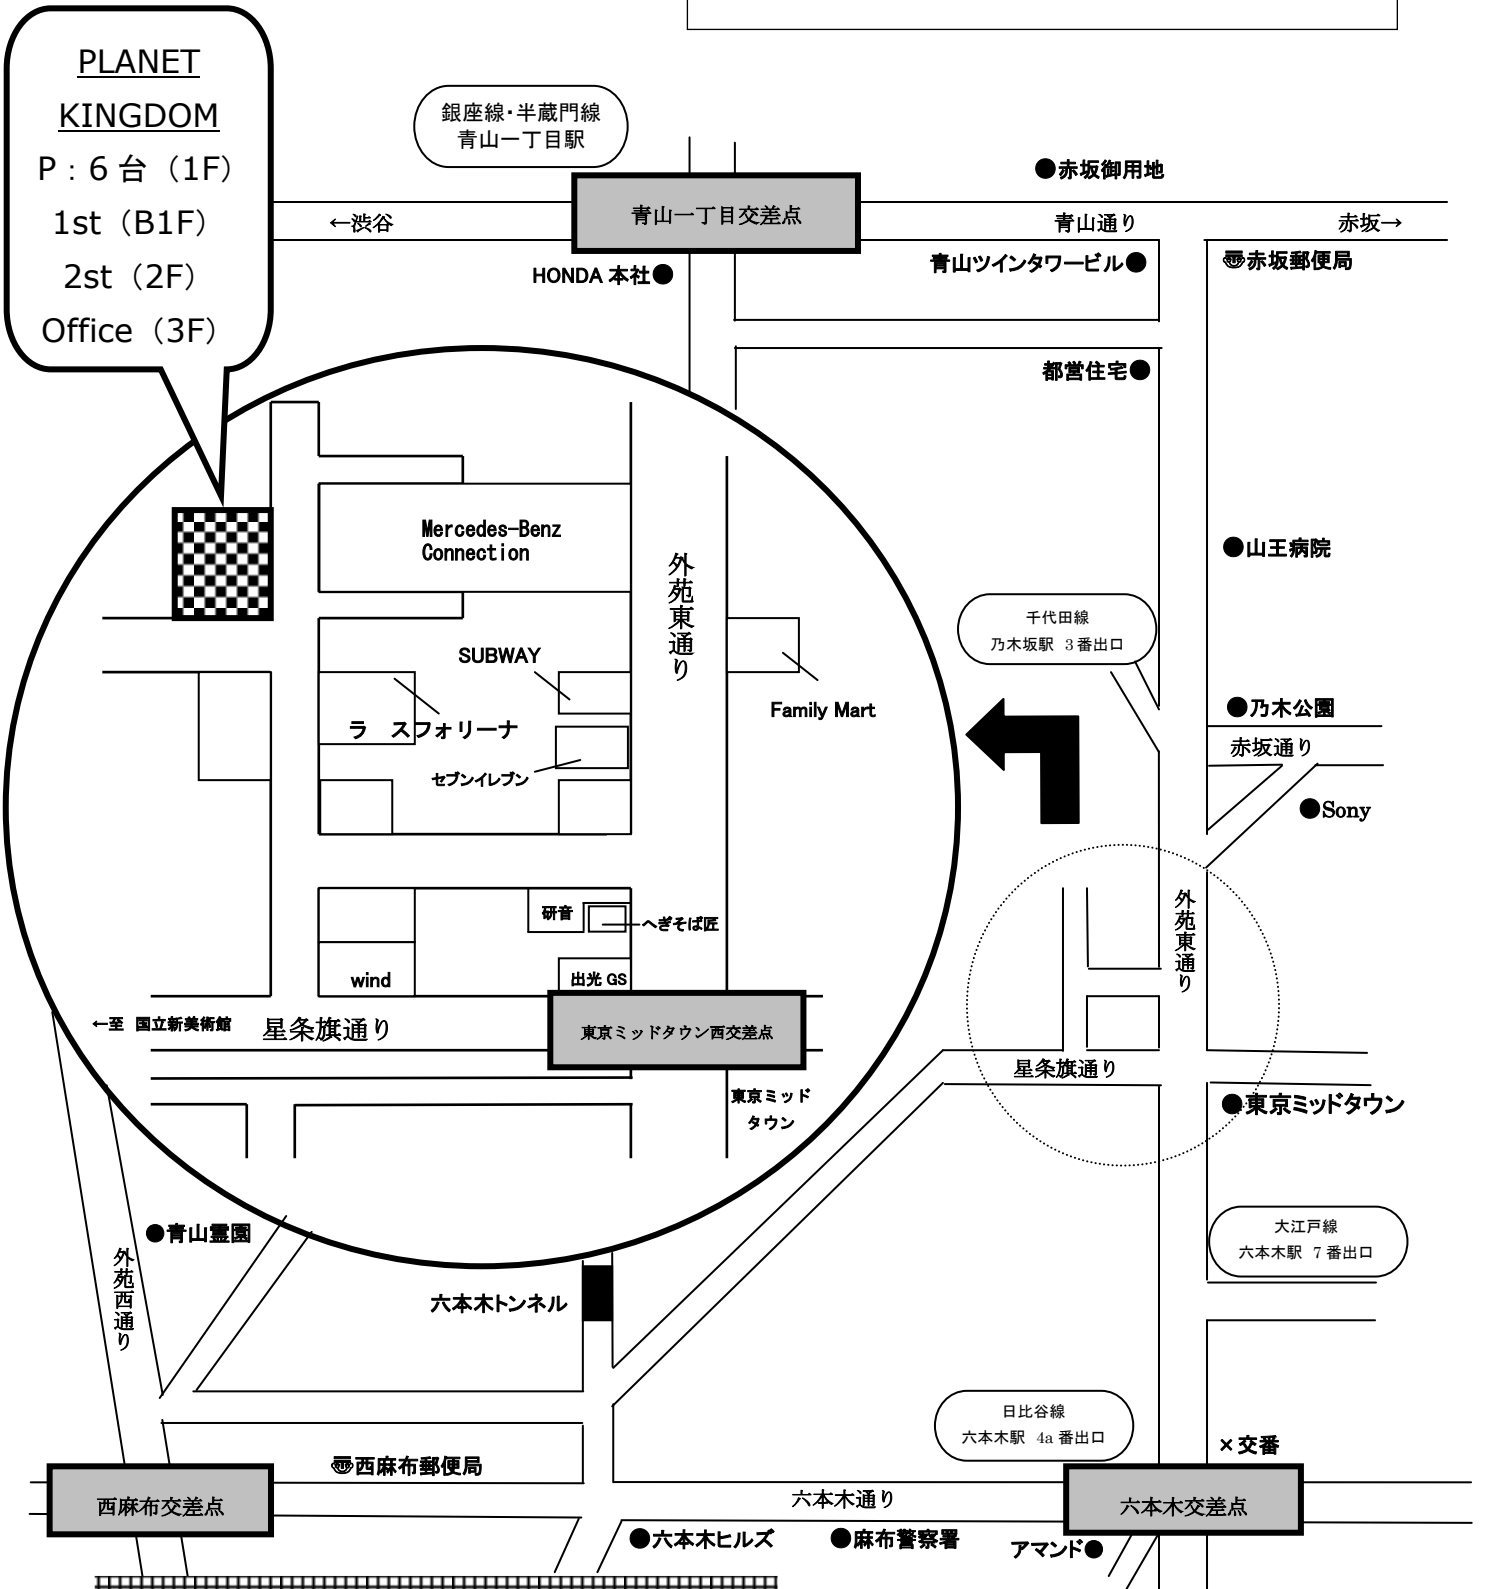 PLANET
KINGDOM
P：6 台（1F）
1st（B1F）
2st（2F）
Office（3F）
銀座線・半蔵門線
青山一丁目駅
●赤坂御用地
青山一丁目交差点
←渋谷
青山通り
赤坂→
HONDA 本社●
青山ツインタワービル●
〠赤坂郵便局
都営住宅●
Mercedes-Benz
Connection
外苑東通り
●山王病院
千代田線
乃木坂駅 3 番出口
SUBWAY
Family Mart
ラ　スフォリーナ
セブンイレブン
●乃木公園
赤坂通り
●Sony
研音
へぎそば匠
外苑東通り
wind
出光 GS
←至 国立新美術館
星条旗通り
東京ミッドタウン西交差点
星条旗通り
東京ミッド
タウン
●東京ミッドタウン
●青山霊園
外苑西通り
大江戸線
六本木駅 7 番出口
六本木トンネル
日比谷線
六本木駅 4a 番出口
×交番
〠西麻布郵便局
西麻布交差点
六本木通り
六本木交差点
●六本木ヒルズ
●麻布警察署
アマンド●